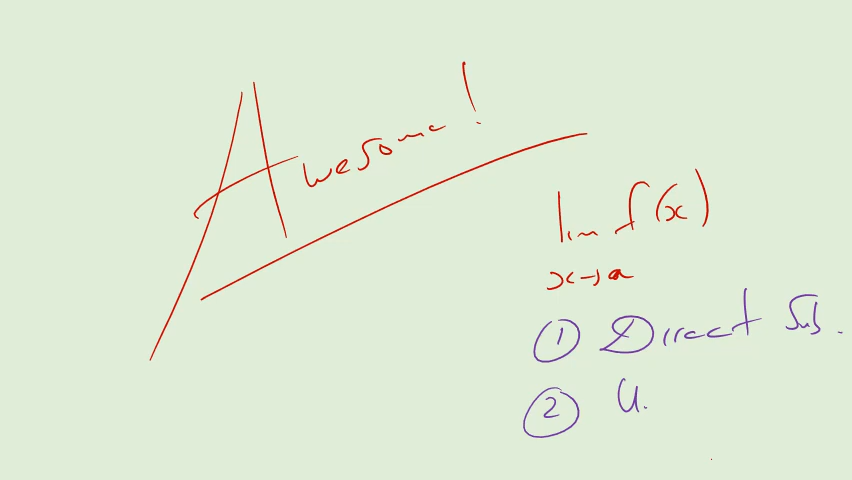 Awesome!
lim f(x)
x→a
① Direct Sub.
② U.